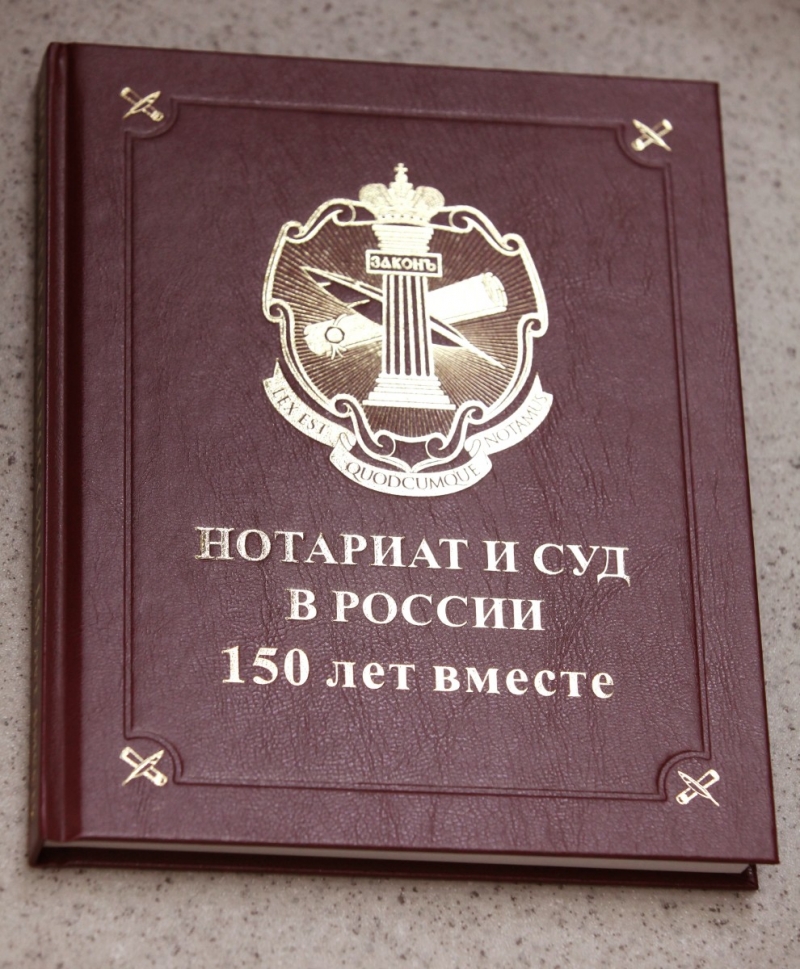 ЗАКОНЪ
LEX EST QUODCUMQUE NOTAMUS
НОТАРИАТ И СУД
В РОССИИ
150 лет вместе